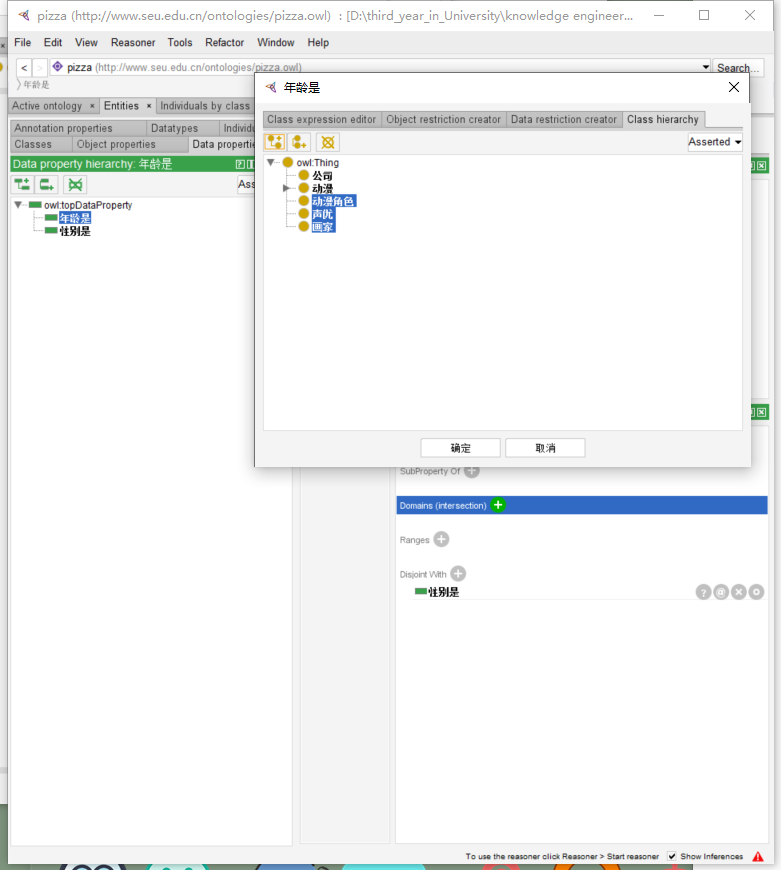 pizza (http://www.seu.edu.cn/ontologies/pizza.owl) : [D:\third_year_in_University\knowledge engineer...
File Edit View Reasoner Tools Refactor Window Help
< > pizza (http://www.seu.edu.cn/ontologies/pizza.owl) Search...
年龄是
Active ontology × Entities × Individuals by class
Annotation properties Datatypes Individ
Classes Object properties Data properti
Data property hierarchy: 年龄是
Ass
owl:topDataProperty
年龄是
性别是
年龄是
Class expression editor Object restriction creator Data restriction creator Class hierarchy
Asserted
owl:Thing
公司
动漫
动漫角色
声优
画家
确定 取消
SubProperty Of
Domains (intersection)
Ranges
Disjoint With
性别是
To use the reasoner click Reasoner > Start reasoner Show Inferences